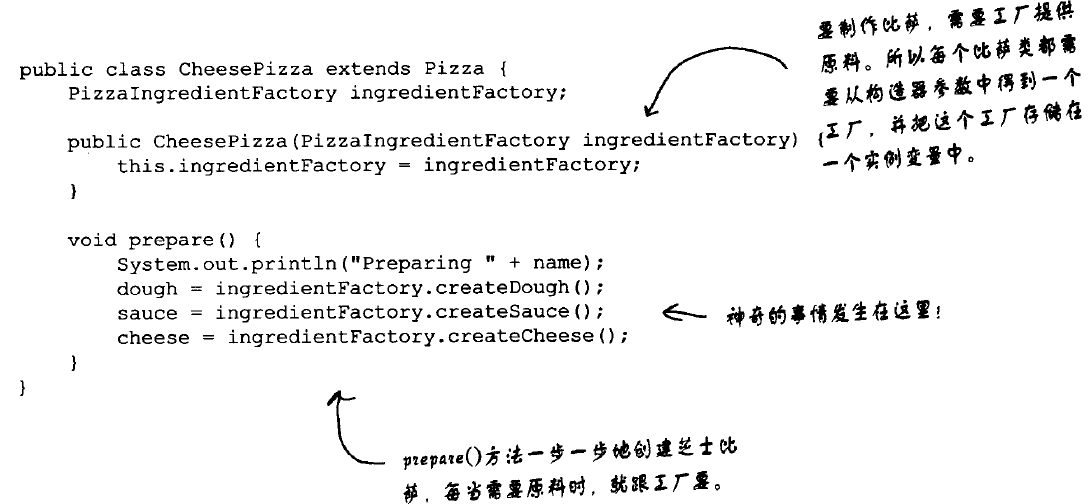 要制作比萨，需要工厂提供
原料。所以每个比萨类都需
要从构造器参数中得到一个
工厂，并把这个工厂存储在
一个实例变量中。
public class CheesePizza extends Pizza {
PizzaIngredientFactory ingredientFactory;
public CheesePizza(PizzaIngredientFactory ingredientFactory) {
this.ingredientFactory = ingredientFactory;
}
void prepare() {
System.out.println("Preparing " + name);
dough = ingredientFactory.createDough();
sauce = ingredientFactory.createSauce();
cheese = ingredientFactory.createCheese();
}
}
神奇的事情发生在这里！
prepare()方法一步一步地创建芝士比
萨，每当需要原料时，就跟工厂要。